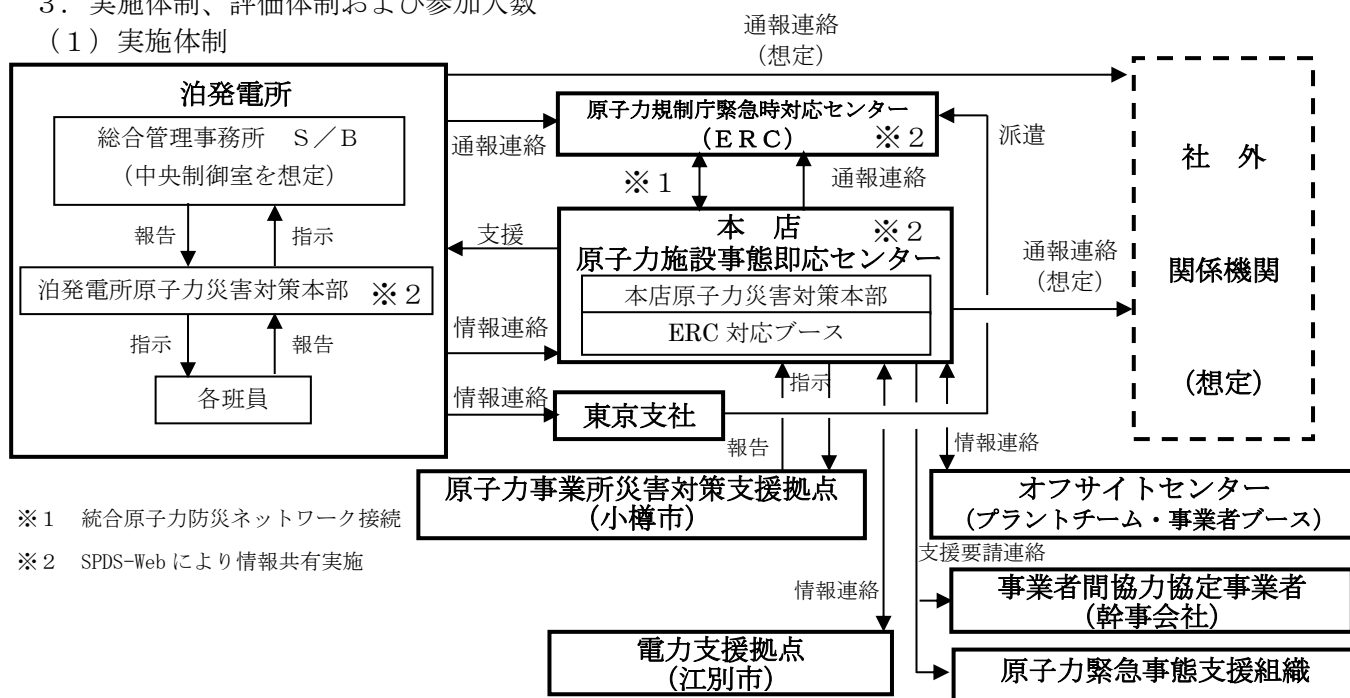 3．実施体制、評価体制および参加人数
（1）実施体制
通報連絡
（想定）
泊発電所
総合管理事務所　S／B
（中央制御室を想定）
報告
指示
泊発電所原子力災害対策本部　※2
指示
報告
各班員
通報連絡
原子力規制庁緊急時対応センター
（ERC）　※2
派遣
※1
通報連絡
支援
本　店　※2
原子力施設事態即応センター
本店原子力災害対策本部
ERC 対応ブース
情報連絡
情報連絡
東京支社
通報連絡
（想定）
社　外
関係機関
（想定）
指示
報告
情報連絡
原子力事業所災害対策支援拠点
（小樽市）
オフサイトセンター
（プラントチーム・事業者ブース）
※1　統合原子力防災ネットワーク接続
※2　SPDS-Web により情報共有実施
支援要請連絡
情報連絡
事業者間協力協定事業者
（幹事会社）
電力支援拠点
（江別市）
原子力緊急事態支援組織